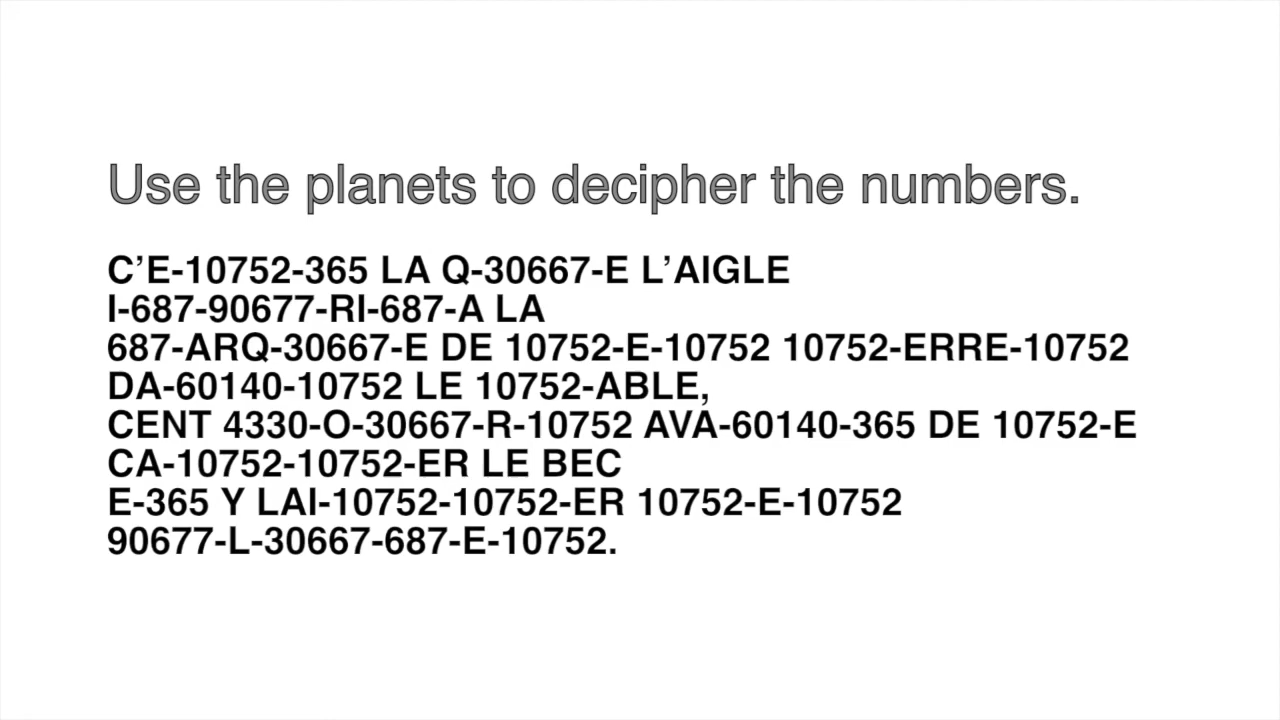 Use the planets to decipher the numbers.
C’E-10752-365 LA Q-30667-E L’AIGLE
I-687-90677-RI-687-A LA
687-ARQ-30667-E DE 10752-E-10752 10752-ERRE-10752
DA-60140-10752 LE 10752-ABLE,
CENT 4330-O-30667-R-10752 AVA-60140-365 DE 10752-E
CA-10752-10752-ER LE BEC
E-365 Y LAI-10752-10752-ER 10752-E-10752
90677-L-30667-687-E-10752.